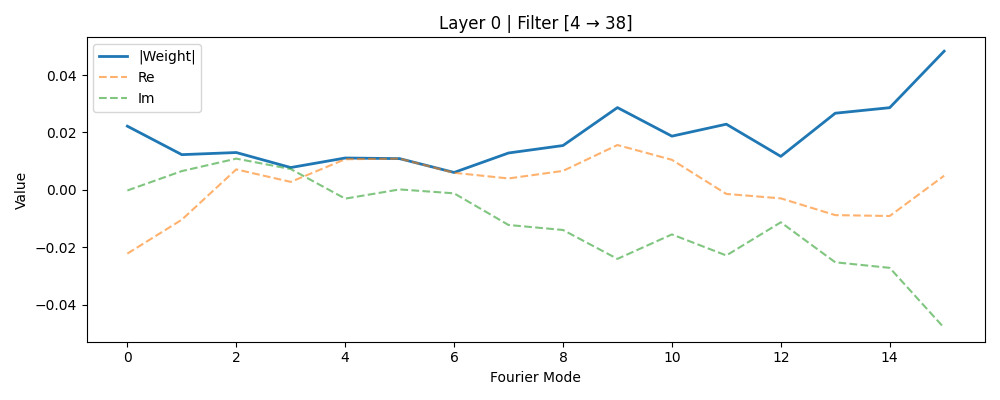 Layer 0 | Filter [4 → 38]
|Weight|
Re
Im
0.04
0.02
0.00
−0.02
−0.04
Value
0 2 4 6 8 10 12 14
Fourier Mode